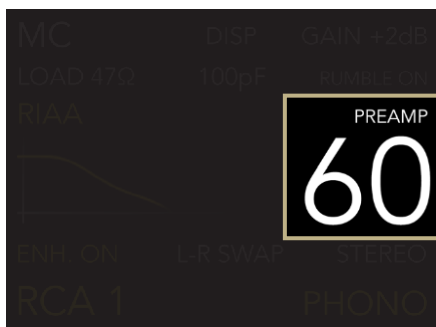 MC DISP GAIN +2dB
LOAD 47Ω 100pF RUMBLE ON
RIAA
PREAMP
60
ENH. ON L-R SWAP STEREO
RCA 1 PHONO